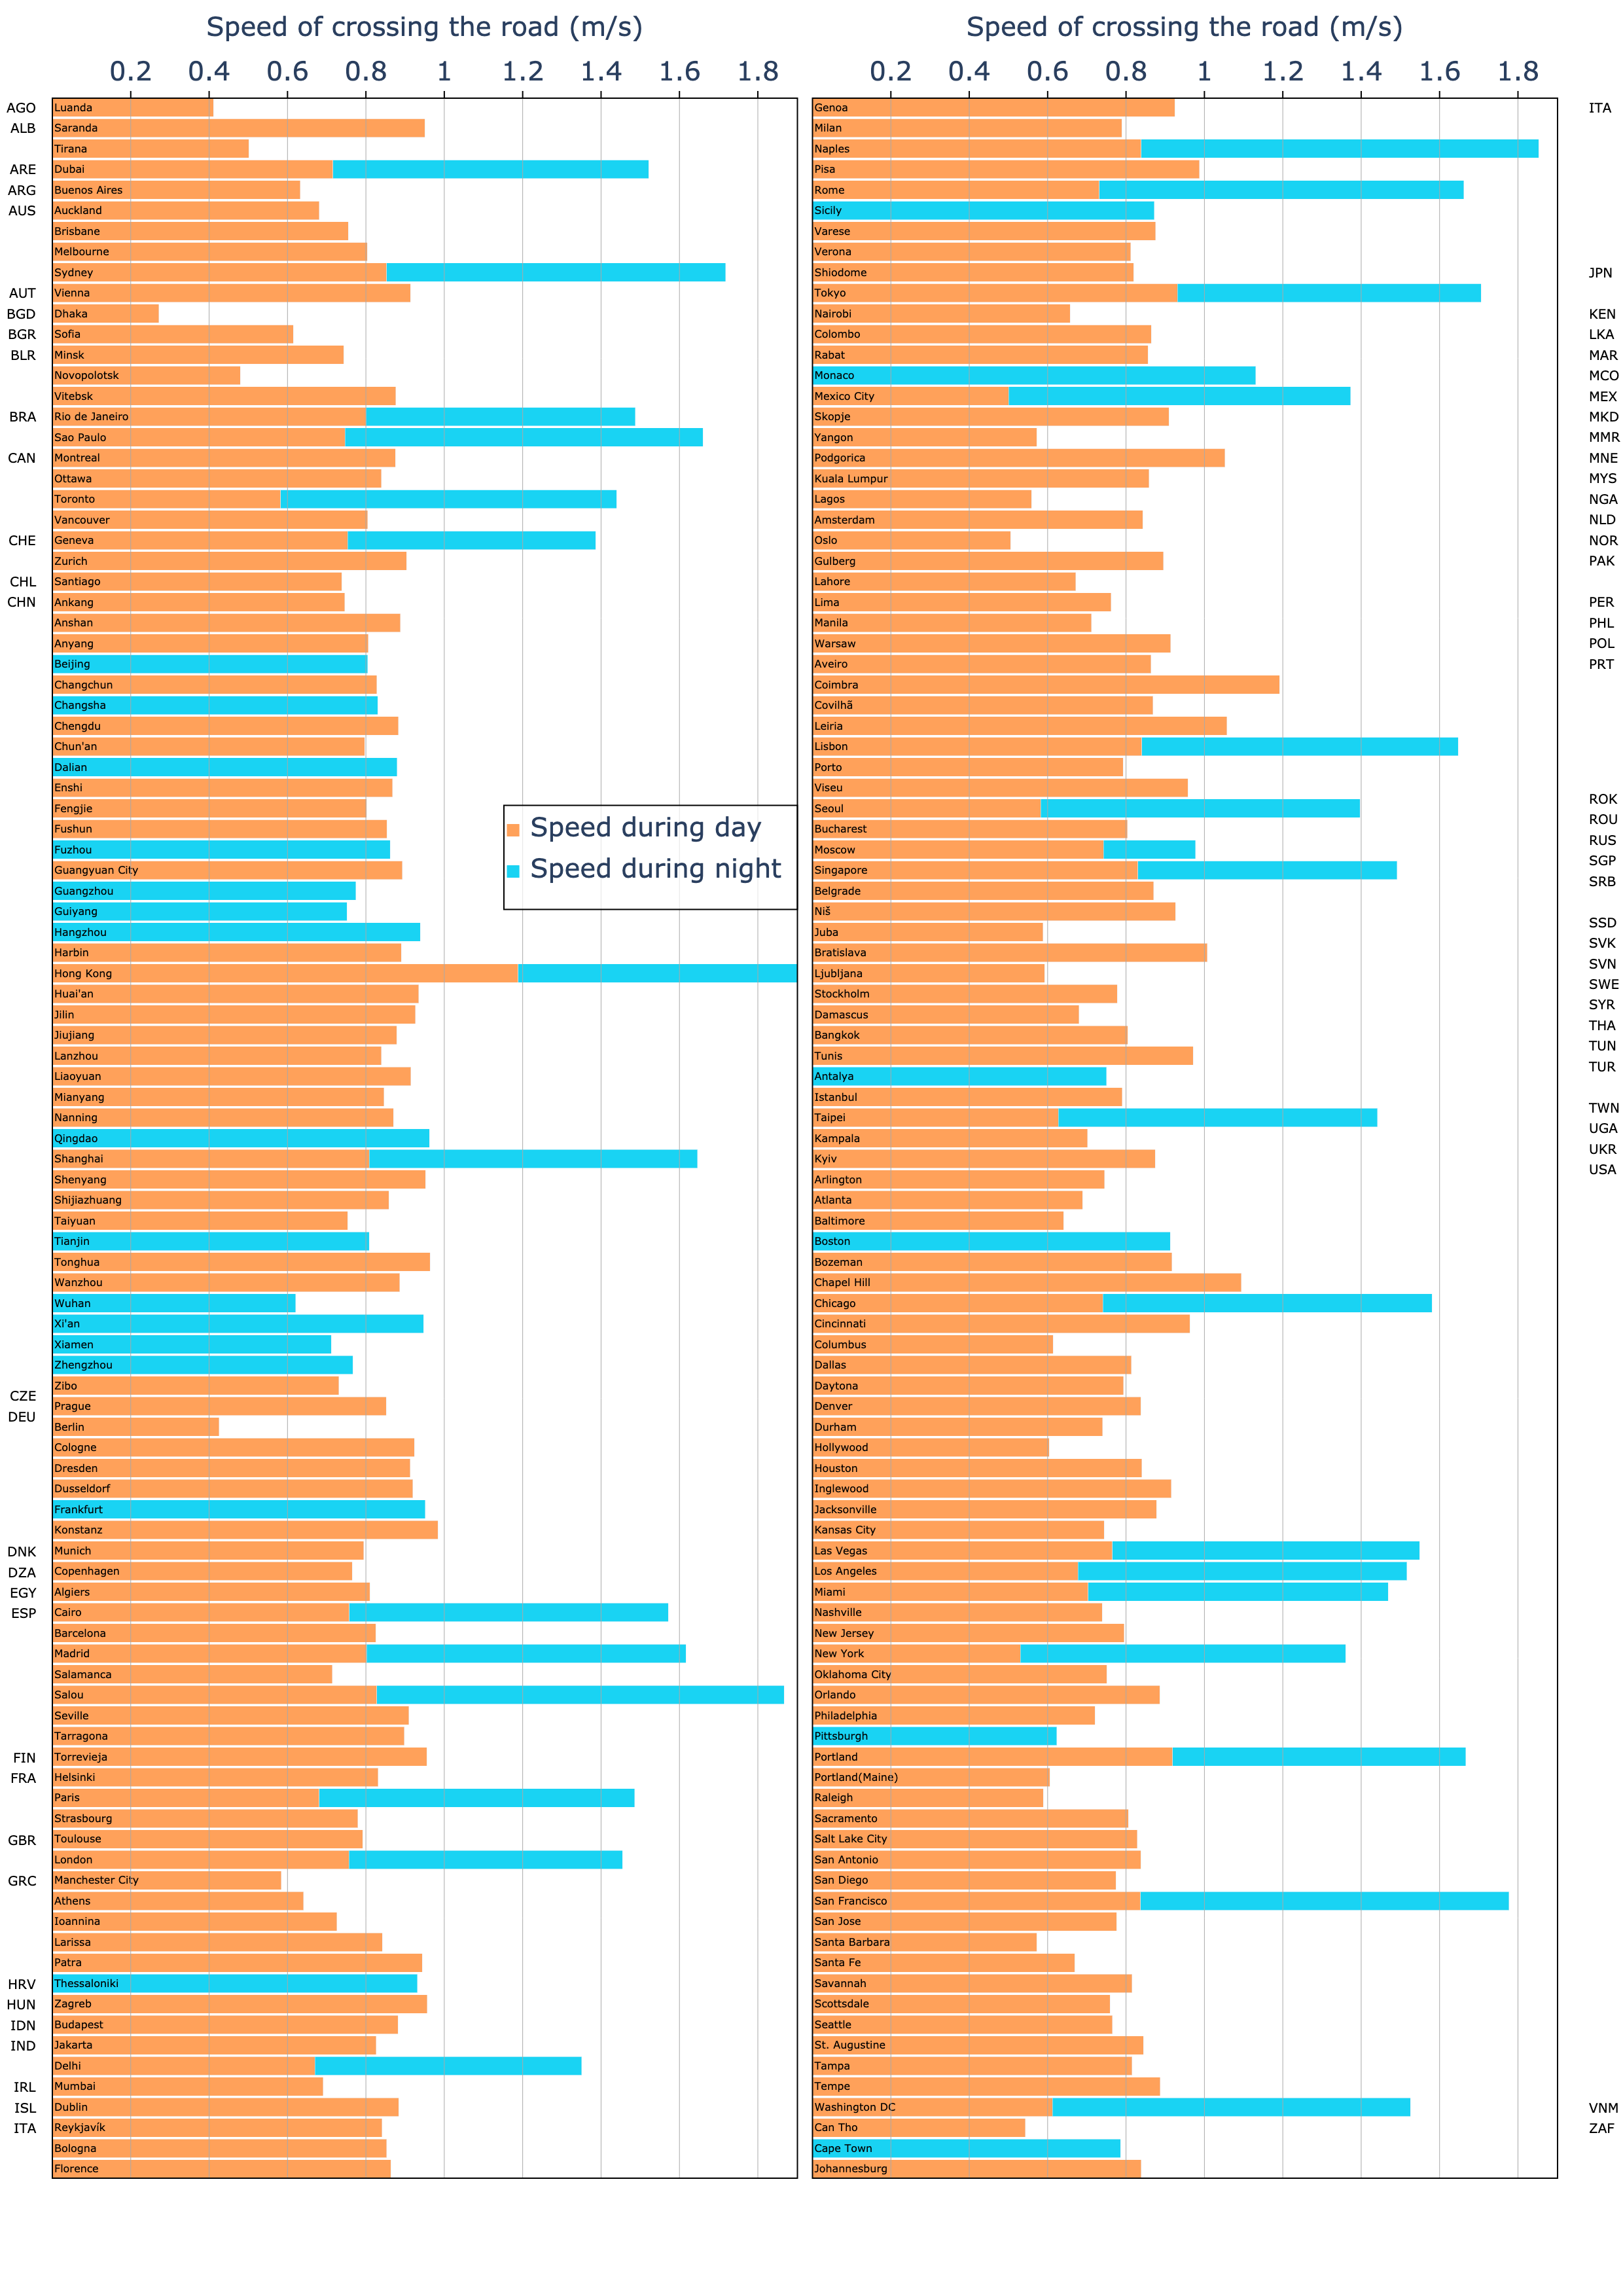 Speed of crossing the road (m/s)
0.2 0.4 0.6 0.8 1 1.2 1.4 1.6 1.8
AGO Luanda
ALB Saranda
Tirana
ARE Dubai
ARG Buenos Aires
AUS Auckland
Brisbane
Melbourne
Sydney
AUT Vienna
BGD Dhaka
BGR Sofia
BLR Minsk
Novopolotsk
Vitebsk
BRA Rio de Janeiro
Sao Paulo
CAN Montreal
Ottawa
Toronto
Vancouver
CHE Geneva
Zurich
CHL Santiago
CHN Ankang
Anshan
Anyang
Beijing
Changchun
Changsha
Chengdu
Chun'an
Dalian
Enshi
Fengjie
Fushun
Fuzhou
Guangyuan City
Guangzhou
Guiyang
Hangzhou
Harbin
Hong Kong
Huai'an
Jilin
Jiujiang
Lanzhou
Liaoyuan
Mianyang
Nanning
Qingdao
Shanghai
Shenyang
Shijiazhuang
Taiyuan
Tianjin
Tonghua
Wanzhou
Wuhan
Xi'an
Xiamen
Zhengzhou
Zibo
CZE
Prague
DEU
Berlin
Cologne
Dresden
Dusseldorf
Frankfurt
Konstanz
DNK Munich
DZA Copenhagen
EGY Algiers
ESP Cairo
Barcelona
Madrid
Salamanca
Salou
Seville
Tarragona
FIN Torrevieja
FRA Helsinki
Paris
Strasbourg
GBR Toulouse
London
GRC Manchester City
Athens
Ioannina
Larissa
Patra
HRV Thessaloniki
HUN Zagreb
IDN Budapest
IND Jakarta
Delhi
IRL Mumbai
ISL Dublin
ITA Reykjavík
Bologna
Florence
Speed during day
Speed during night
Speed of crossing the road (m/s)
0.2 0.4 0.6 0.8 1 1.2 1.4 1.6 1.8
Genoa ITA
Milan
Naples
Pisa
Rome
Sicily
Varese
Verona
Shiodome JPN
Tokyo
Nairobi KEN
Colombo LKA
Rabat MAR
Monaco MCO
Mexico City MEX
Skopje MKD
Yangon MMR
Podgorica MNE
Kuala Lumpur MYS
Lagos NGA
Amsterdam NLD
Oslo NOR
Gulberg PAK
Lahore
Lima PER
Manila PHL
Warsaw POL
Aveiro PRT
Coimbra
Covilhã
Leiria
Lisbon
Porto
Viseu
ROK
Seoul
ROU
Bucharest
RUS
Moscow
SGP
Singapore
SRB
Belgrade
Niš
SSD
Juba
SVK
Bratislava
SVN
Ljubljana
SWE
Stockholm
SYR
Damascus
THA
Bangkok
TUN
Tunis
TUR
Antalya
Istanbul
TWN
Taipei
UGA
Kampala
UKR
Kyiv
USA
Arlington
Atlanta
Baltimore
Boston
Bozeman
Chapel Hill
Chicago
Cincinnati
Columbus
Dallas
Daytona
Denver
Durham
Hollywood
Houston
Inglewood
Jacksonville
Kansas City
Las Vegas
Los Angeles
Miami
Nashville
New Jersey
New York
Oklahoma City
Orlando
Philadelphia
Pittsburgh
Portland
Portland(Maine)
Raleigh
Sacramento
Salt Lake City
San Antonio
San Diego
San Francisco
San Jose
Santa Barbara
Santa Fe
Savannah
Scottsdale
Seattle
St. Augustine
Tampa
Tempe
Washington DC VNM
Can Tho ZAF
Cape Town
Johannesburg